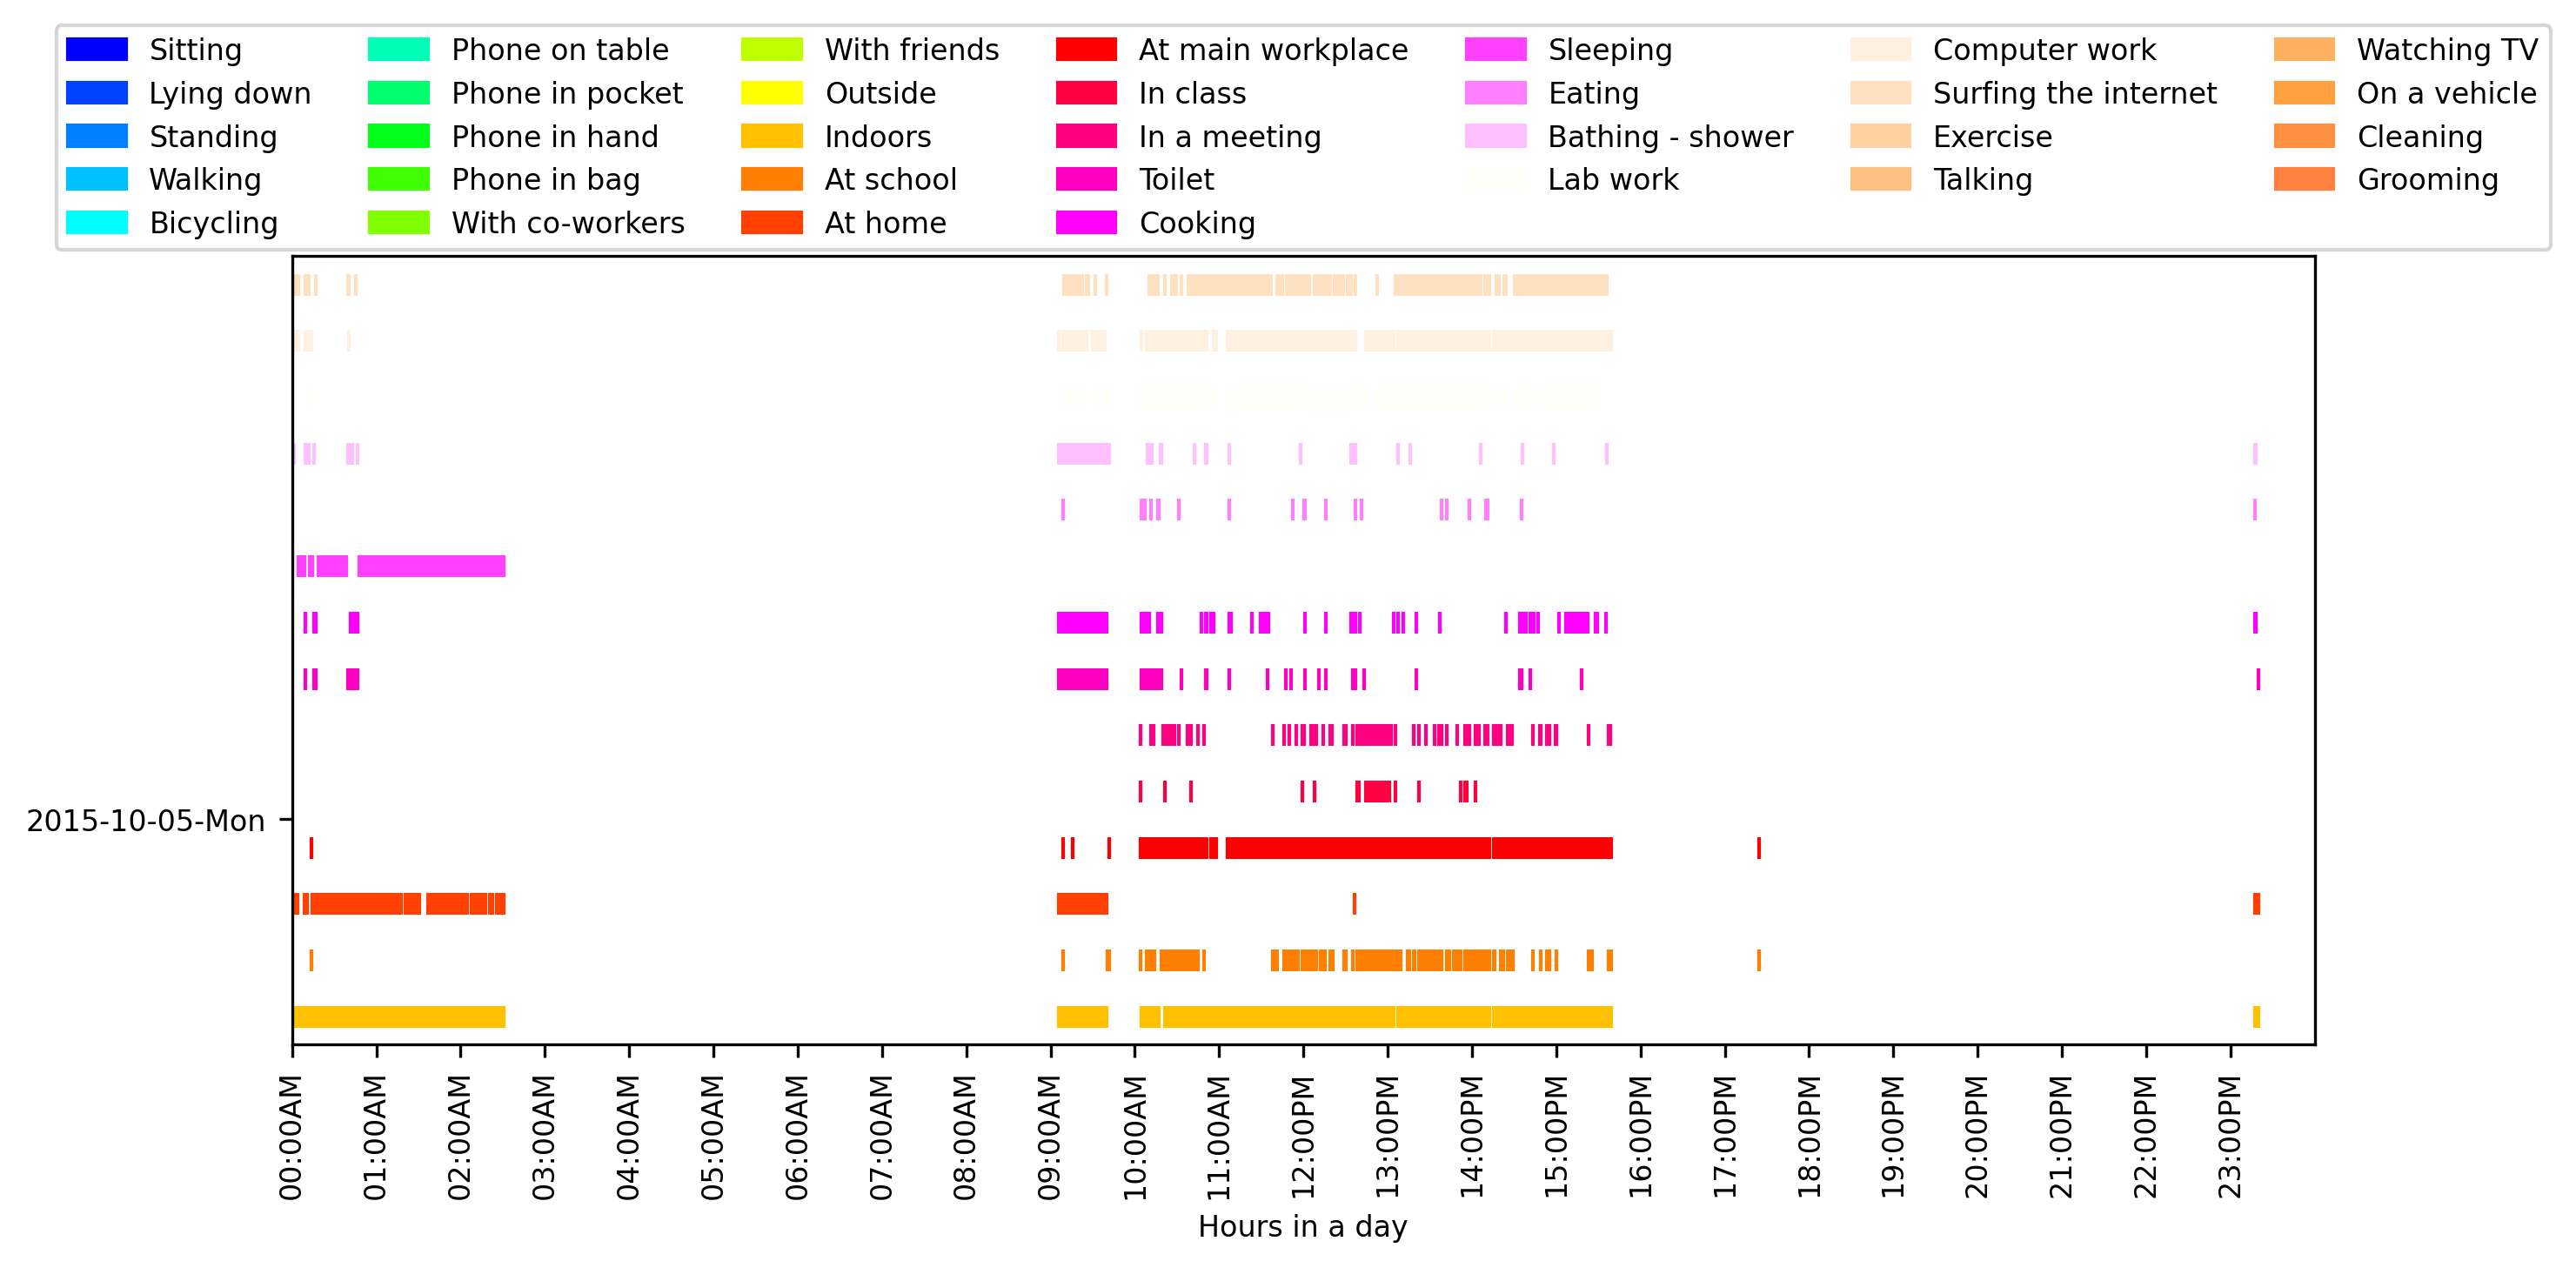 Sitting
Lying down
Standing
Walking
Bicycling
Phone on table
Phone in pocket
Phone in hand
Phone in bag
With co-workers
With friends
Outside
Indoors
At school
At home
At main workplace
In class
In a meeting
Toilet
Cooking
Sleeping
Eating
Bathing - shower
Lab work
Computer work
Surfing the internet
Exercise
Talking
Watching TV
On a vehicle
Cleaning
Grooming
2015-10-05-Mon
00:00AM
01:00AM
02:00AM
03:00AM
04:00AM
05:00AM
06:00AM
07:00AM
08:00AM
09:00AM
10:00AM
11:00AM
12:00PM
13:00PM
14:00PM
15:00PM
16:00PM
17:00PM
18:00PM
19:00PM
20:00PM
21:00PM
22:00PM
23:00PM
Hours in a day